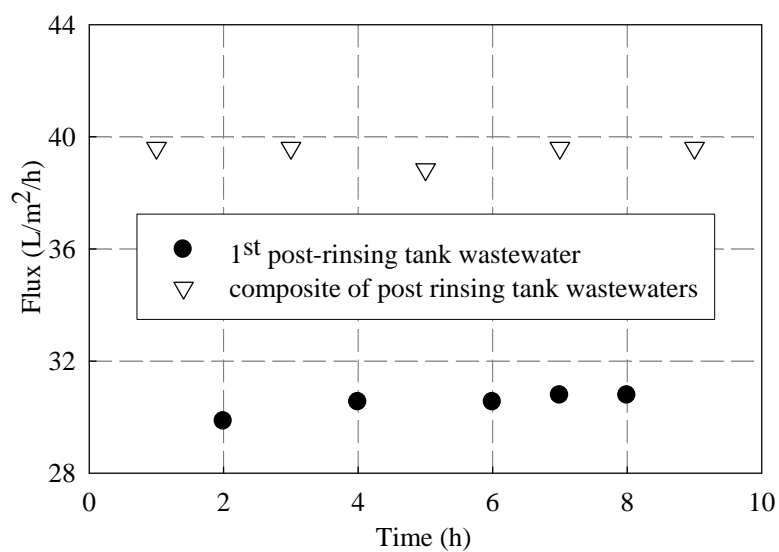 44
40
36
32
28
Flux (L/m²/h)
1st post-rinsing tank wastewater
composite of post rinsing tank wastewaters
0 2 4 6 8 10
Time (h)